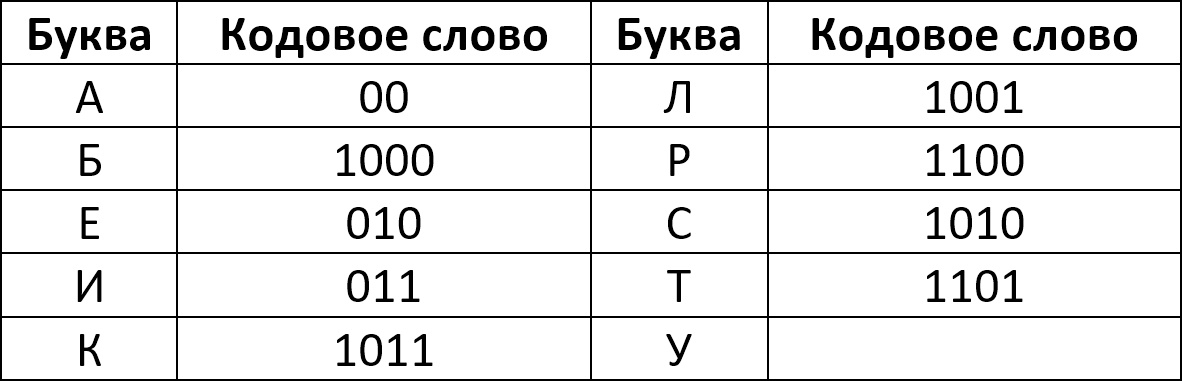 Буква Кодовое слово Буква Кодовое слово
А 00 Л 1001
Б 1000 Р 1100
Е 010 С 1010
И 011 Т 1101
К 1011 У